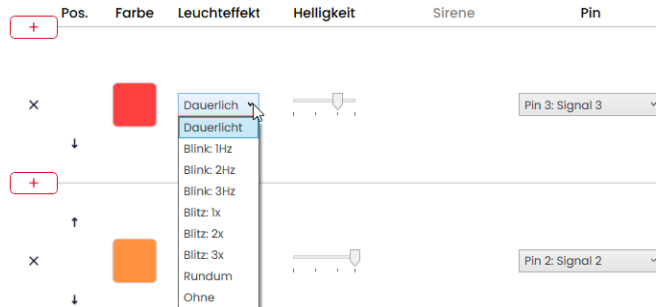 Pos. Farbe Leuchteffekt Helligkeit Sirene Pin
+
× Dauerlich Pin 3: Signal 3
Dauerlicht
↓
Blink: 1Hz
Blink: 2Hz
+
Blink: 3Hz
Blitz: 1x
↑
Blitz: 2x
Blitz: 3x
× Pin 2: Signal 2
Rundum
↓
Ohne